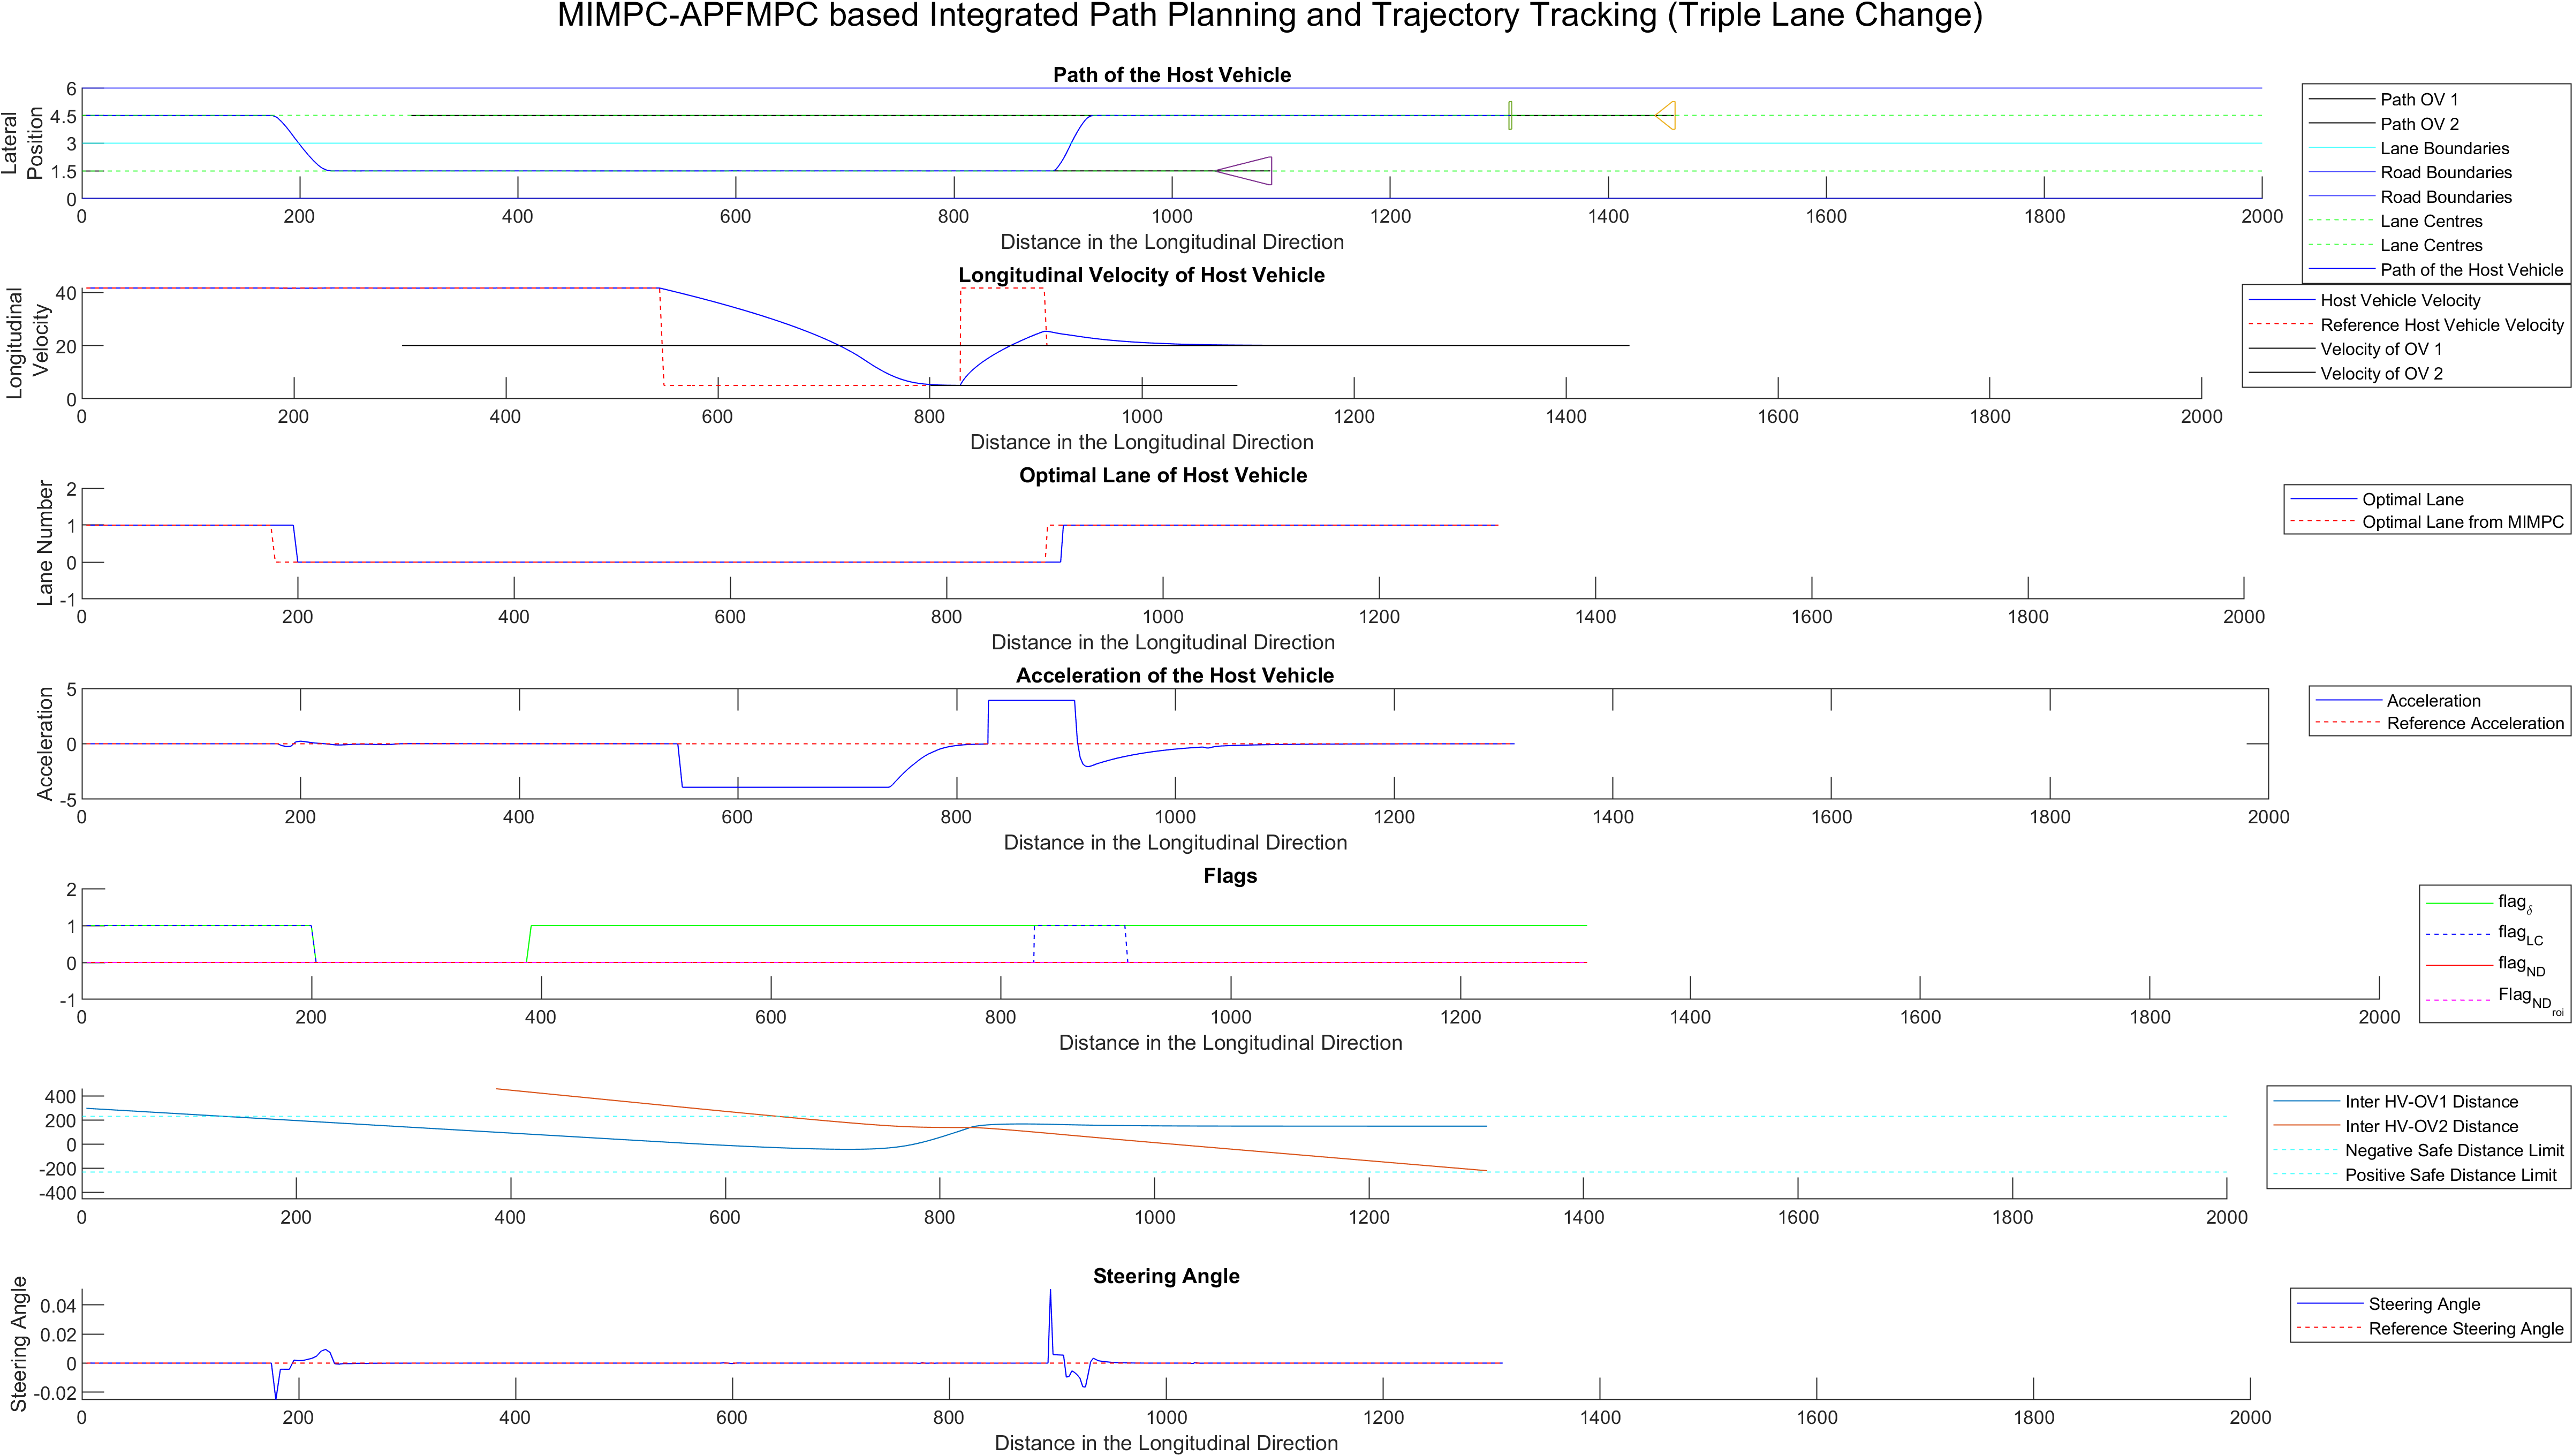 MIMPC-APFMPC based Integrated Path Planning and Trajectory Tracking (Triple Lane Change)
Path of the Host Vehicle
Lateral
Position
6
4.5
3
1.5
0
0 200 400 600 800 1000 1200 1400 1600 1800 2000
Distance in the Longitudinal Direction
Path OV 1
Path OV 2
Lane Boundaries
Road Boundaries
Road Boundaries
Lane Centres
Lane Centres
Path of the Host Vehicle
Longitudinal Velocity of Host Vehicle
Longitudinal
Velocity
40
20
0
0 200 400 600 800 1000 1200 1400 1600 1800 2000
Distance in the Longitudinal Direction
Host Vehicle Velocity
Reference Host Vehicle Velocity
Velocity of OV 1
Velocity of OV 2
Optimal Lane of Host Vehicle
Lane Number
2
1
0
-1
0 200 400 600 800 1000 1200 1400 1600 1800 2000
Distance in the Longitudinal Direction
Optimal Lane
Optimal Lane from MIMPC
Acceleration of the Host Vehicle
Acceleration
5
0
-5
0 200 400 600 800 1000 1200 1400 1600 1800 2000
Distance in the Longitudinal Direction
Acceleration
Reference Acceleration
Flags
2
1
0
-1
0 200 400 600 800 1000 1200 1400 1600 1800 2000
Distance in the Longitudinal Direction
flagδ
flagLC
flagND
FlagNDroi
400
200
0
-200
-400
0 200 400 600 800 1000 1200 1400 1600 1800 2000
Inter HV-OV1 Distance
Inter HV-OV2 Distance
Negative Safe Distance Limit
Positive Safe Distance Limit
Steering Angle
Steering Angle
0.04
0.02
0
-0.02
0 200 400 600 800 1000 1200 1400 1600 1800 2000
Distance in the Longitudinal Direction
Steering Angle
Reference Steering Angle